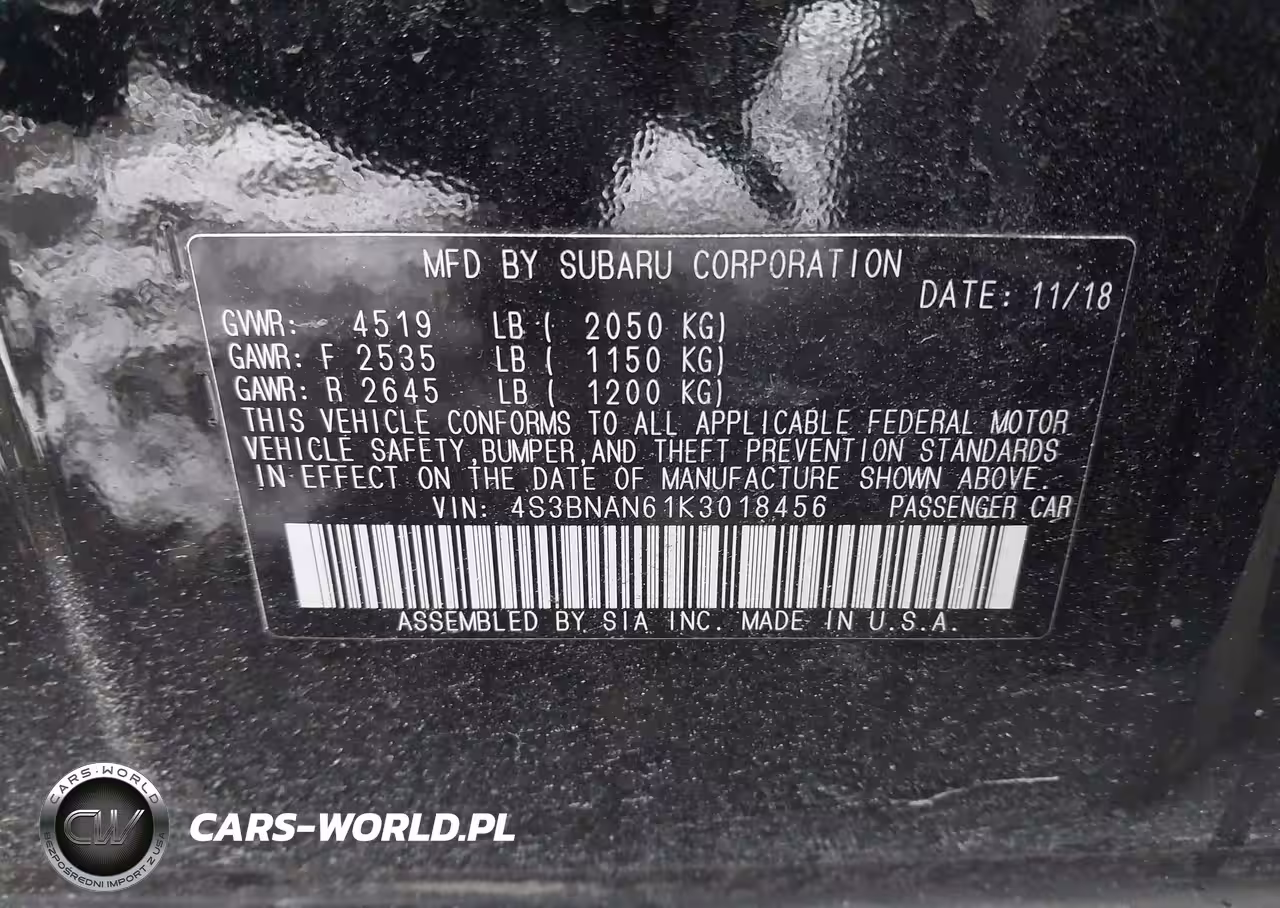 MFD BY SUBARU CORPORATION
DATE: 11/18
GVWR: 4519 LB ( 2050 KG)
GAWR: F 2535 LB ( 1150 KG)
GAWR: R 2645 LB ( 1200 KG)
THIS VEHICLE CONFORMS TO ALL APPLICABLE FEDERAL MOTOR
VEHICLE SAFETY,BUMPER,AND THEFT PREVENTION STANDARDS
IN EFFECT ON THE DATE OF MANUFACTURE SHOWN ABOVE.
VIN: 4S3BNAN61K3018456 PASSENGER CAR
ASSEMBLED BY SIA INC. MADE IN U.S.A.
CARS-WORLD
CW
BEZPOŚREDNI IMPORT Z USA
CARS-WORLD.PL